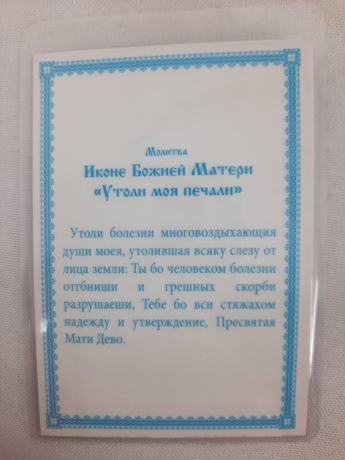 Молитва
Иконе Божией Матери
«Утоли моя печали»
Утоли болезни многовоздыхающия
души моея, утолившая всяку слезу от
лица земли: Ты бо человеком болезни
отгбниши и грешных скорби
разрушаеши, Тебе бо вси стяжахом
надежду и утверждение, Пресвятая
Мати Дево.